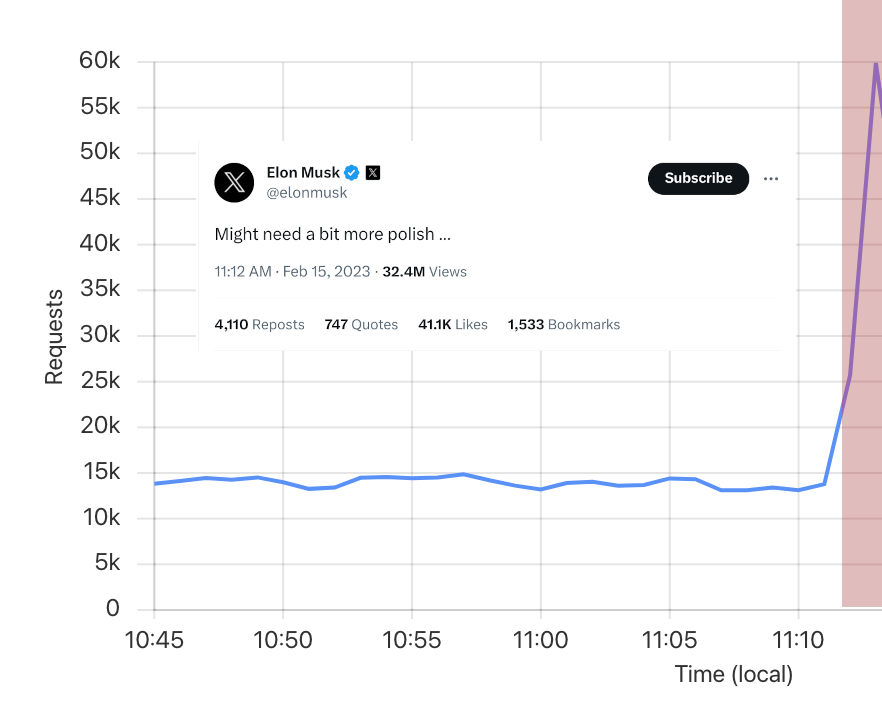 60k
55k
50k
45k
40k
35k
30k
25k
20k
15k
10k
5k
0
Requests
Elon Musk
@elonmusk
Subscribe
Might need a bit more polish ...
11:12 AM · Feb 15, 2023 · 32.4M Views
4,110 Reposts 747 Quotes 41.1K Likes 1,533 Bookmarks
10:45 10:50 10:55 11:00 11:05 11:10
Time (local)